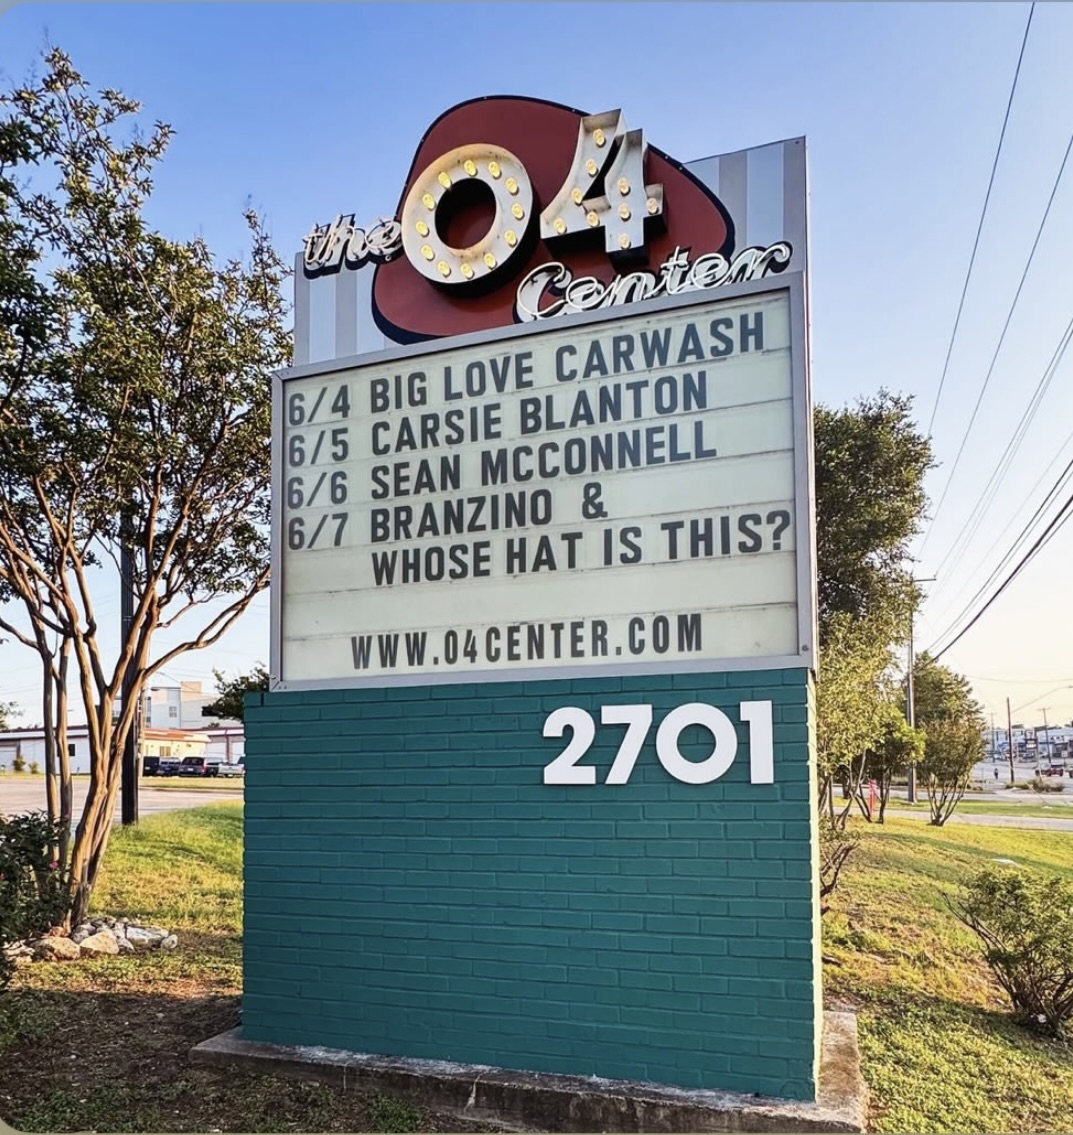 the 04
Center
6/4 BIG LOVE CARWASH
6/5 CARSIE BLANTON
6/6 SEAN MCCONNELL
6/7 BRANZINO &
WHOSE HAT IS THIS?
WWW.04CENTER.COM
2701